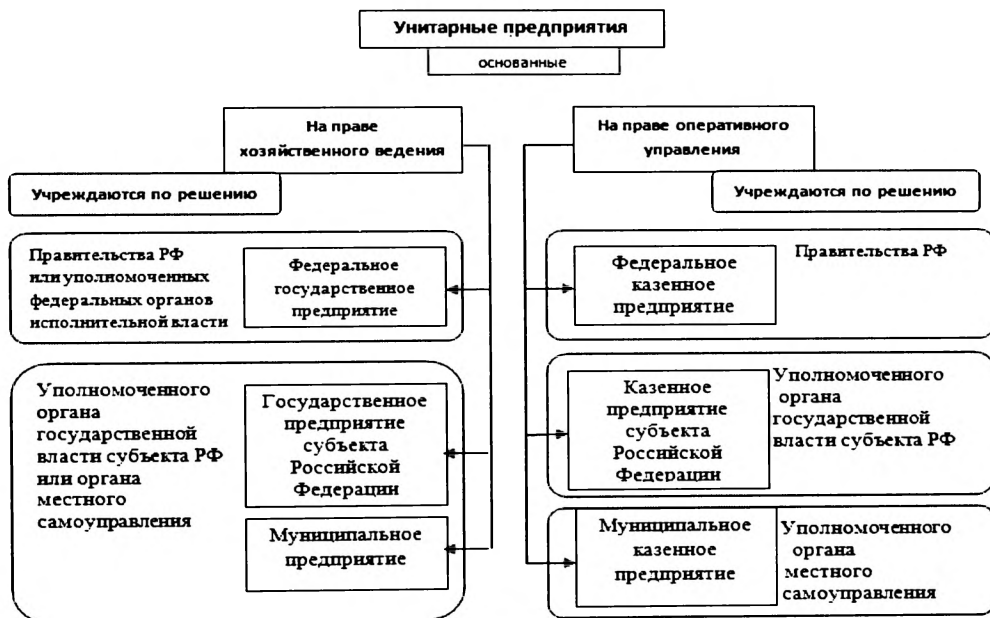 Унитарные предприятия
основанные
На праве
хозяйственного ведения
Учреждаются по решению
Правительства РФ
или уполномоченных
федеральных органов
исполнительной власти
Федеральное
государственное
предприятие
Уполномоченного
органа
государственной
власти субъекта РФ
или органа
местного
самоуправления
Государственное
предприятие
субъекта
Российской
Федерации
Муниципальное
предприятие
На праве оперативного
управления
Учреждаются по решению
Федеральное
казенное
предприятие
Правительства РФ
Казенное
предприятие
субъекта
Российской
Федерации
Уполномоченного
органа
государственной
власти субъекта РФ
Муниципальное
казенное
предприятие
Уполномоченного
органа
местного
самоуправления